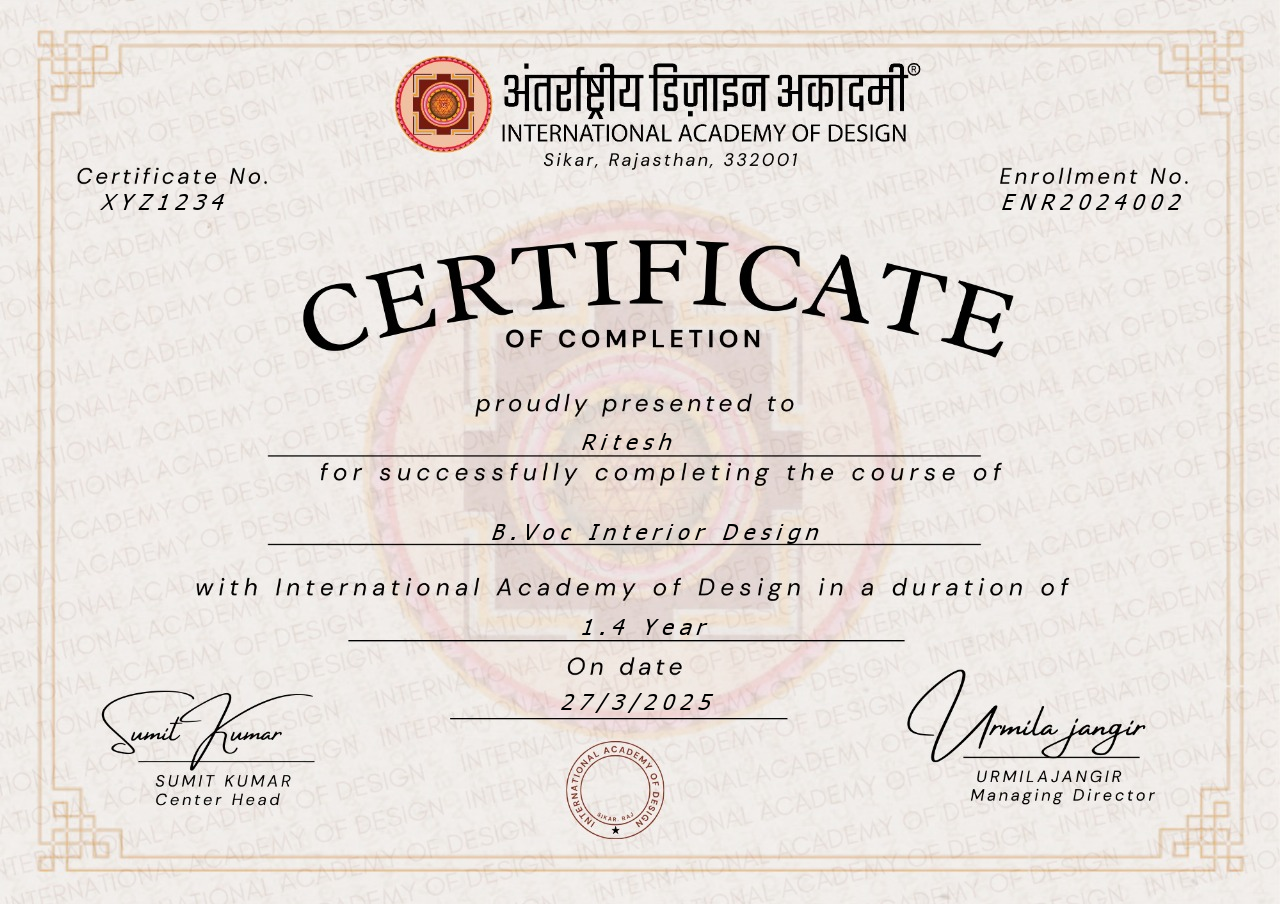 अंतर्राष्ट्रीय डिज़ाइन अकादमी®
INTERNATIONAL ACADEMY OF DESIGN
Sikar, Rajasthan, 332001
Certificate No.
XYZ1234
Enrollment No.
ENR2024002
CERTIFICATE
OF COMPLETION
proudly presented to
Ritesh
for successfully completing the course of
B.Voc Interior Design
with International Academy of Design in a duration of
1.4 Year
On date
27/3/2025
Sumit Kumar
SUMIT KUMAR
Center Head
Urmila jangir
URMILAJANGIR
Managing Director
INTERNATIONAL ACADEMY OF DESIGN
SIKAR, RAJ